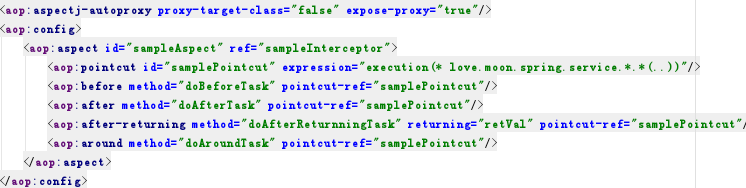 <aop:aspectj-autoproxy proxy-target-class="false" expose-proxy="true"/>
<aop:config>
<aop:aspect id="sampleAspect" ref="sampleInterceptor">
<aop:pointcut id="samplePointcut" expression="execution(* love.moon.spring.service.*.*(..))"/>
<aop:before method="doBeforeTask" pointcut-ref="samplePointcut"/>
<aop:after method="doAfterTask" pointcut-ref="samplePointcut"/>
<aop:after-returning method="doAfterReturnningTask" returning="retVal" pointcut-ref="samplePointcut"/
<aop:around method="doAroundTask" pointcut-ref="samplePointcut"/>
</aop:aspect>
</aop:config>